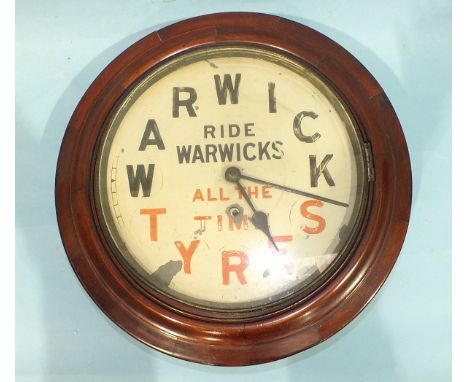 WARWICK
RIDE
WARWICKS
ALL THE
TIME
TYRES